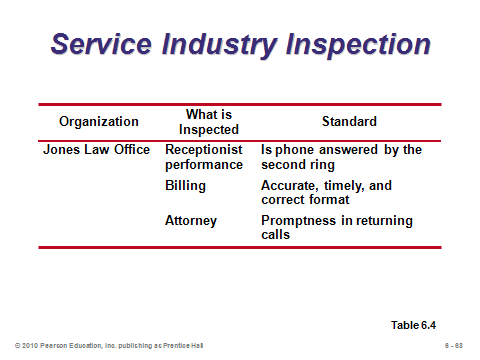 Service Industry Inspection
Organization
What is
Inspected
Standard
Jones Law Office
Receptionist
performance
Is phone answered by the
second ring
Billing
Accurate, timely, and
correct format
Attorney
Promptness in returning
calls
Table 6.4
© 2010 Pearson Education, Inc. publishing as Prentice Hall
6 - 68